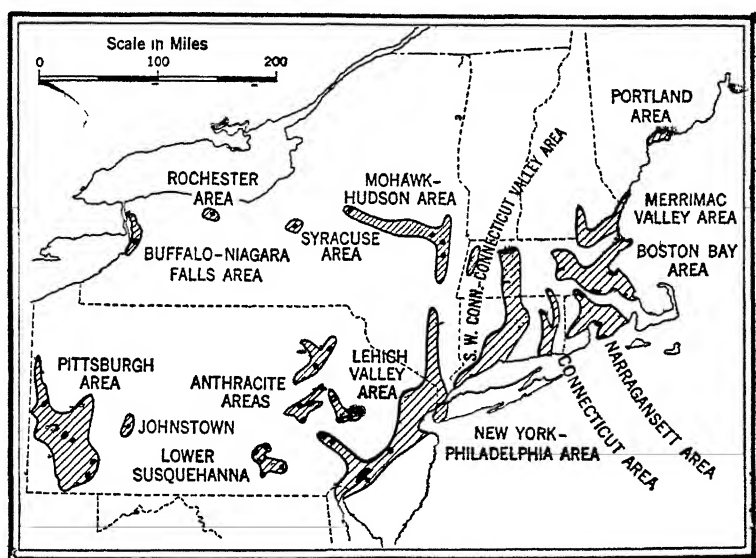 Scale in Miles
0 100 200
PORTLAND
AREA
ROCHESTER
AREA
MOHAWK-
HUDSON AREA
MERRIMAC
VALLEY AREA
SYRACUSE
AREA
BUFFALO-NIAGARA
FALLS AREA
BOSTON BAY
AREA
S.W. CONN.-CONNECTICUT VALLEY AREA
PITTSBURGH
AREA
ANTHRACITE
AREAS
LEHIGH
VALLEY
AREA
JOHNSTOWN
LOWER
SUSQUEHANNA
NEW YORK-
PHILADELPHIA AREA
CONNECTICUT AREA
NARRAGANSETT AREA